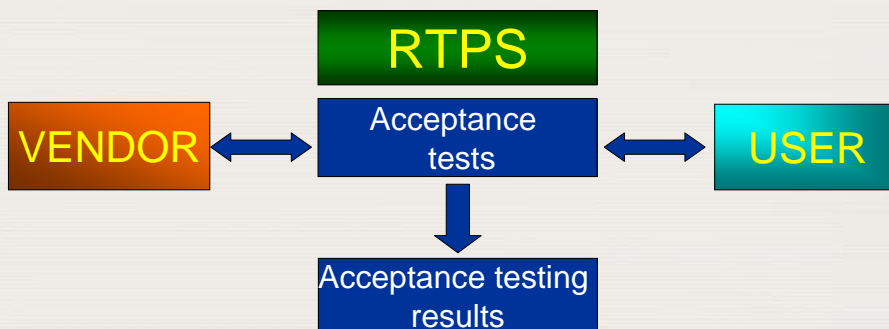 RTPS
VENDOR
Acceptance
tests
USER
Acceptance testing
results